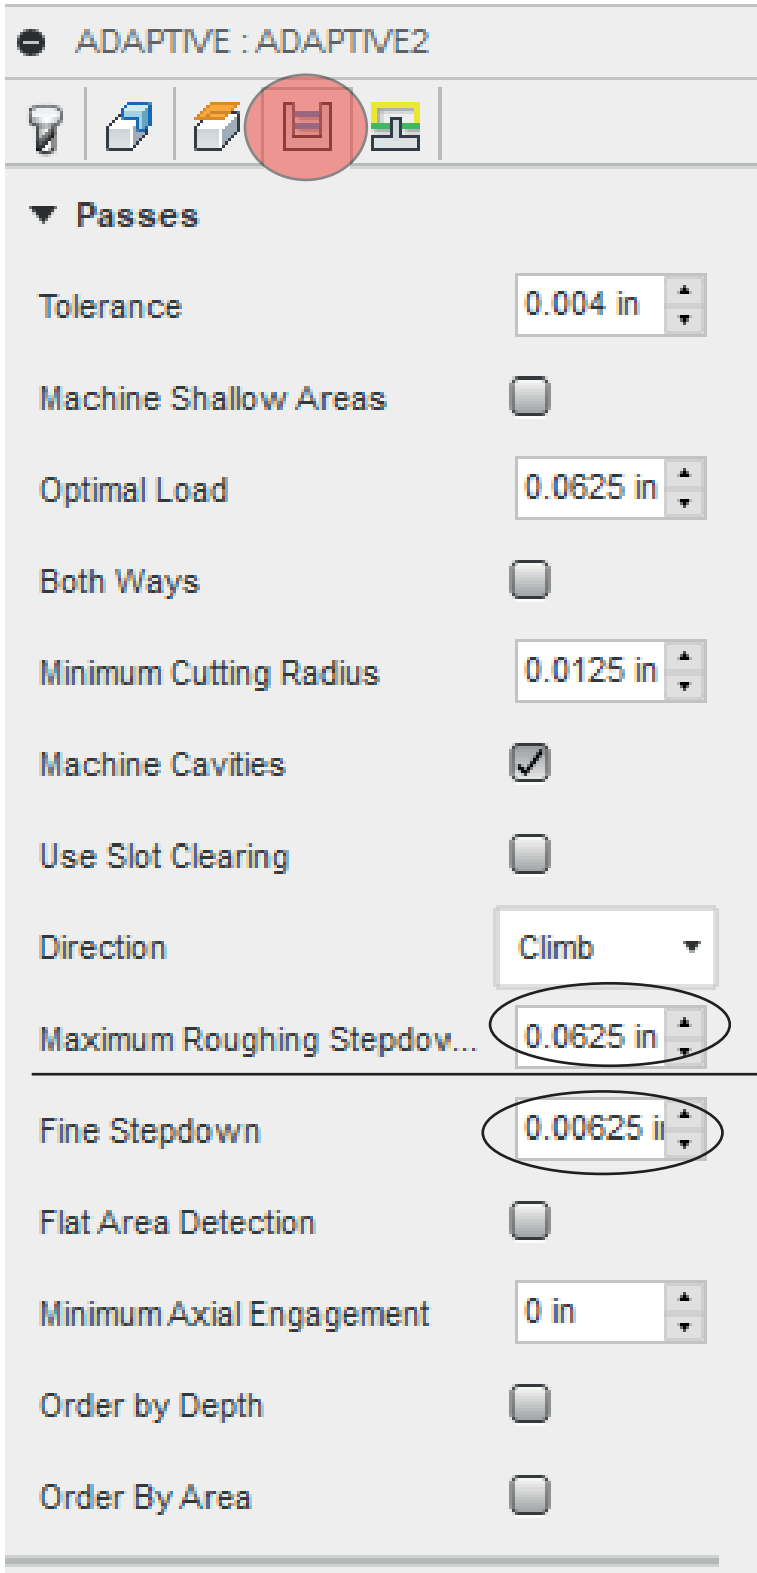 ADAPTIVE : ADAPTIVE2
Passes
Tolerance 0.004 in
Machine Shallow Areas
Optimal Load 0.0625 in
Both Ways
Minimum Cutting Radius 0.0125 in
Machine Cavities
Use Slot Clearing
Direction Climb
Maximum Roughing Stepdow... 0.0625 in
Fine Stepdown 0.00625 i
Flat Area Detection
Minimum Axial Engagement 0 in
Order by Depth
Order By Area